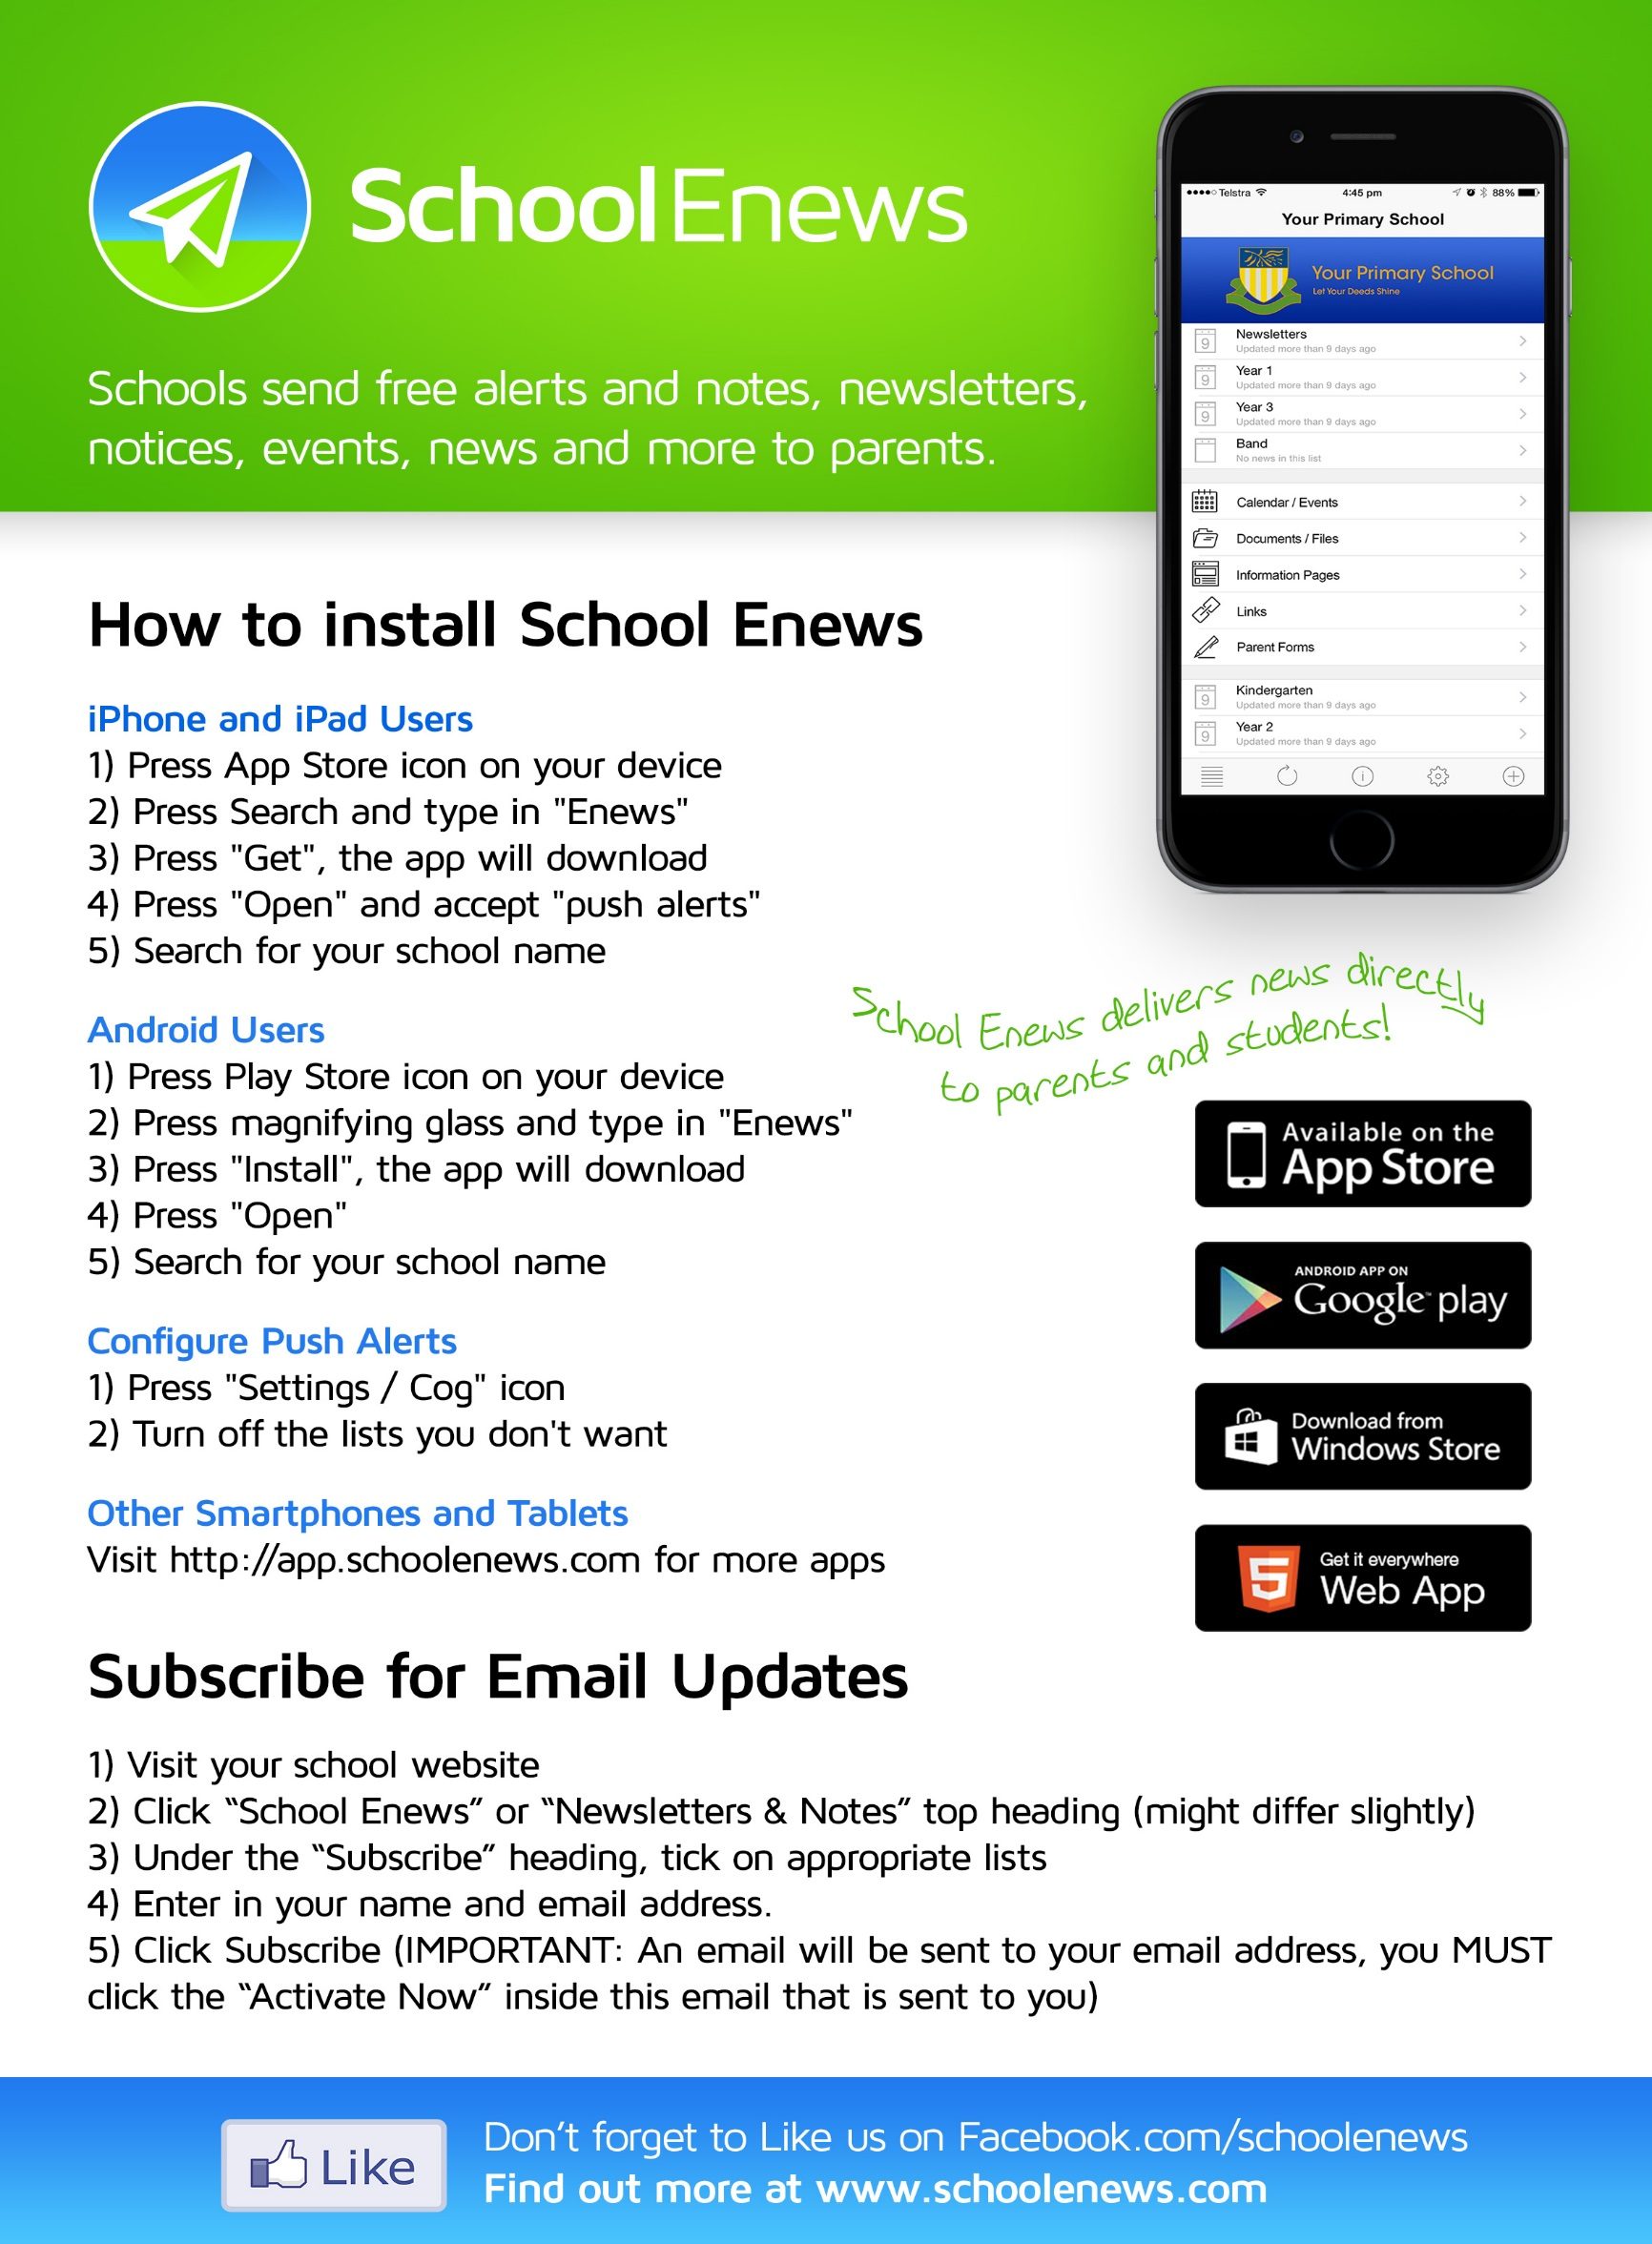 School Enews
Schools send free alerts and notes, newsletters,
notices, events, news and more to parents.
Telstra 4:45 pm 88%
Your Primary School
Your Primary School
Let Your Deeds Shine
9 Newsletters
Updated more than 9 days ago
9 Year 1
Updated more than 9 days ago
9 Year 3
Updated more than 9 days ago
Band
No news in this list
Calendar / Events
Documents / Files
Information Pages
Links
Parent Forms
9 Kindergarten
Updated more than 9 days ago
9 Year 2
Updated more than 9 days ago
How to install School Enews
iPhone and iPad Users
1) Press App Store icon on your device
2) Press Search and type in "Enews"
3) Press "Get", the app will download
4) Press "Open" and accept "push alerts"
5) Search for your school name
School Enews delivers news directly
to parents and students!
Android Users
1) Press Play Store icon on your device
2) Press magnifying glass and type in "Enews"
3) Press "Install", the app will download
4) Press "Open"
5) Search for your school name
Configure Push Alerts
1) Press "Settings / Cog" icon
2) Turn off the lists you don't want
Other Smartphones and Tablets
Visit http://app.schoolenews.com for more apps
Available on the
App Store
ANDROID APP ON
Google™ play
Download from
Windows Store
5 Get it everywhere
Web App
Subscribe for Email Updates
1) Visit your school website
2) Click “School Enews” or “Newsletters & Notes” top heading (might differ slightly)
3) Under the “Subscribe” heading, tick on appropriate lists
4) Enter in your name and email address.
5) Click Subscribe (IMPORTANT: An email will be sent to your email address, you MUST
click the “Activate Now” inside this email that is sent to you)
Like
Don’t forget to Like us on Facebook.com/schoolenews
Find out more at www.schoolenews.com